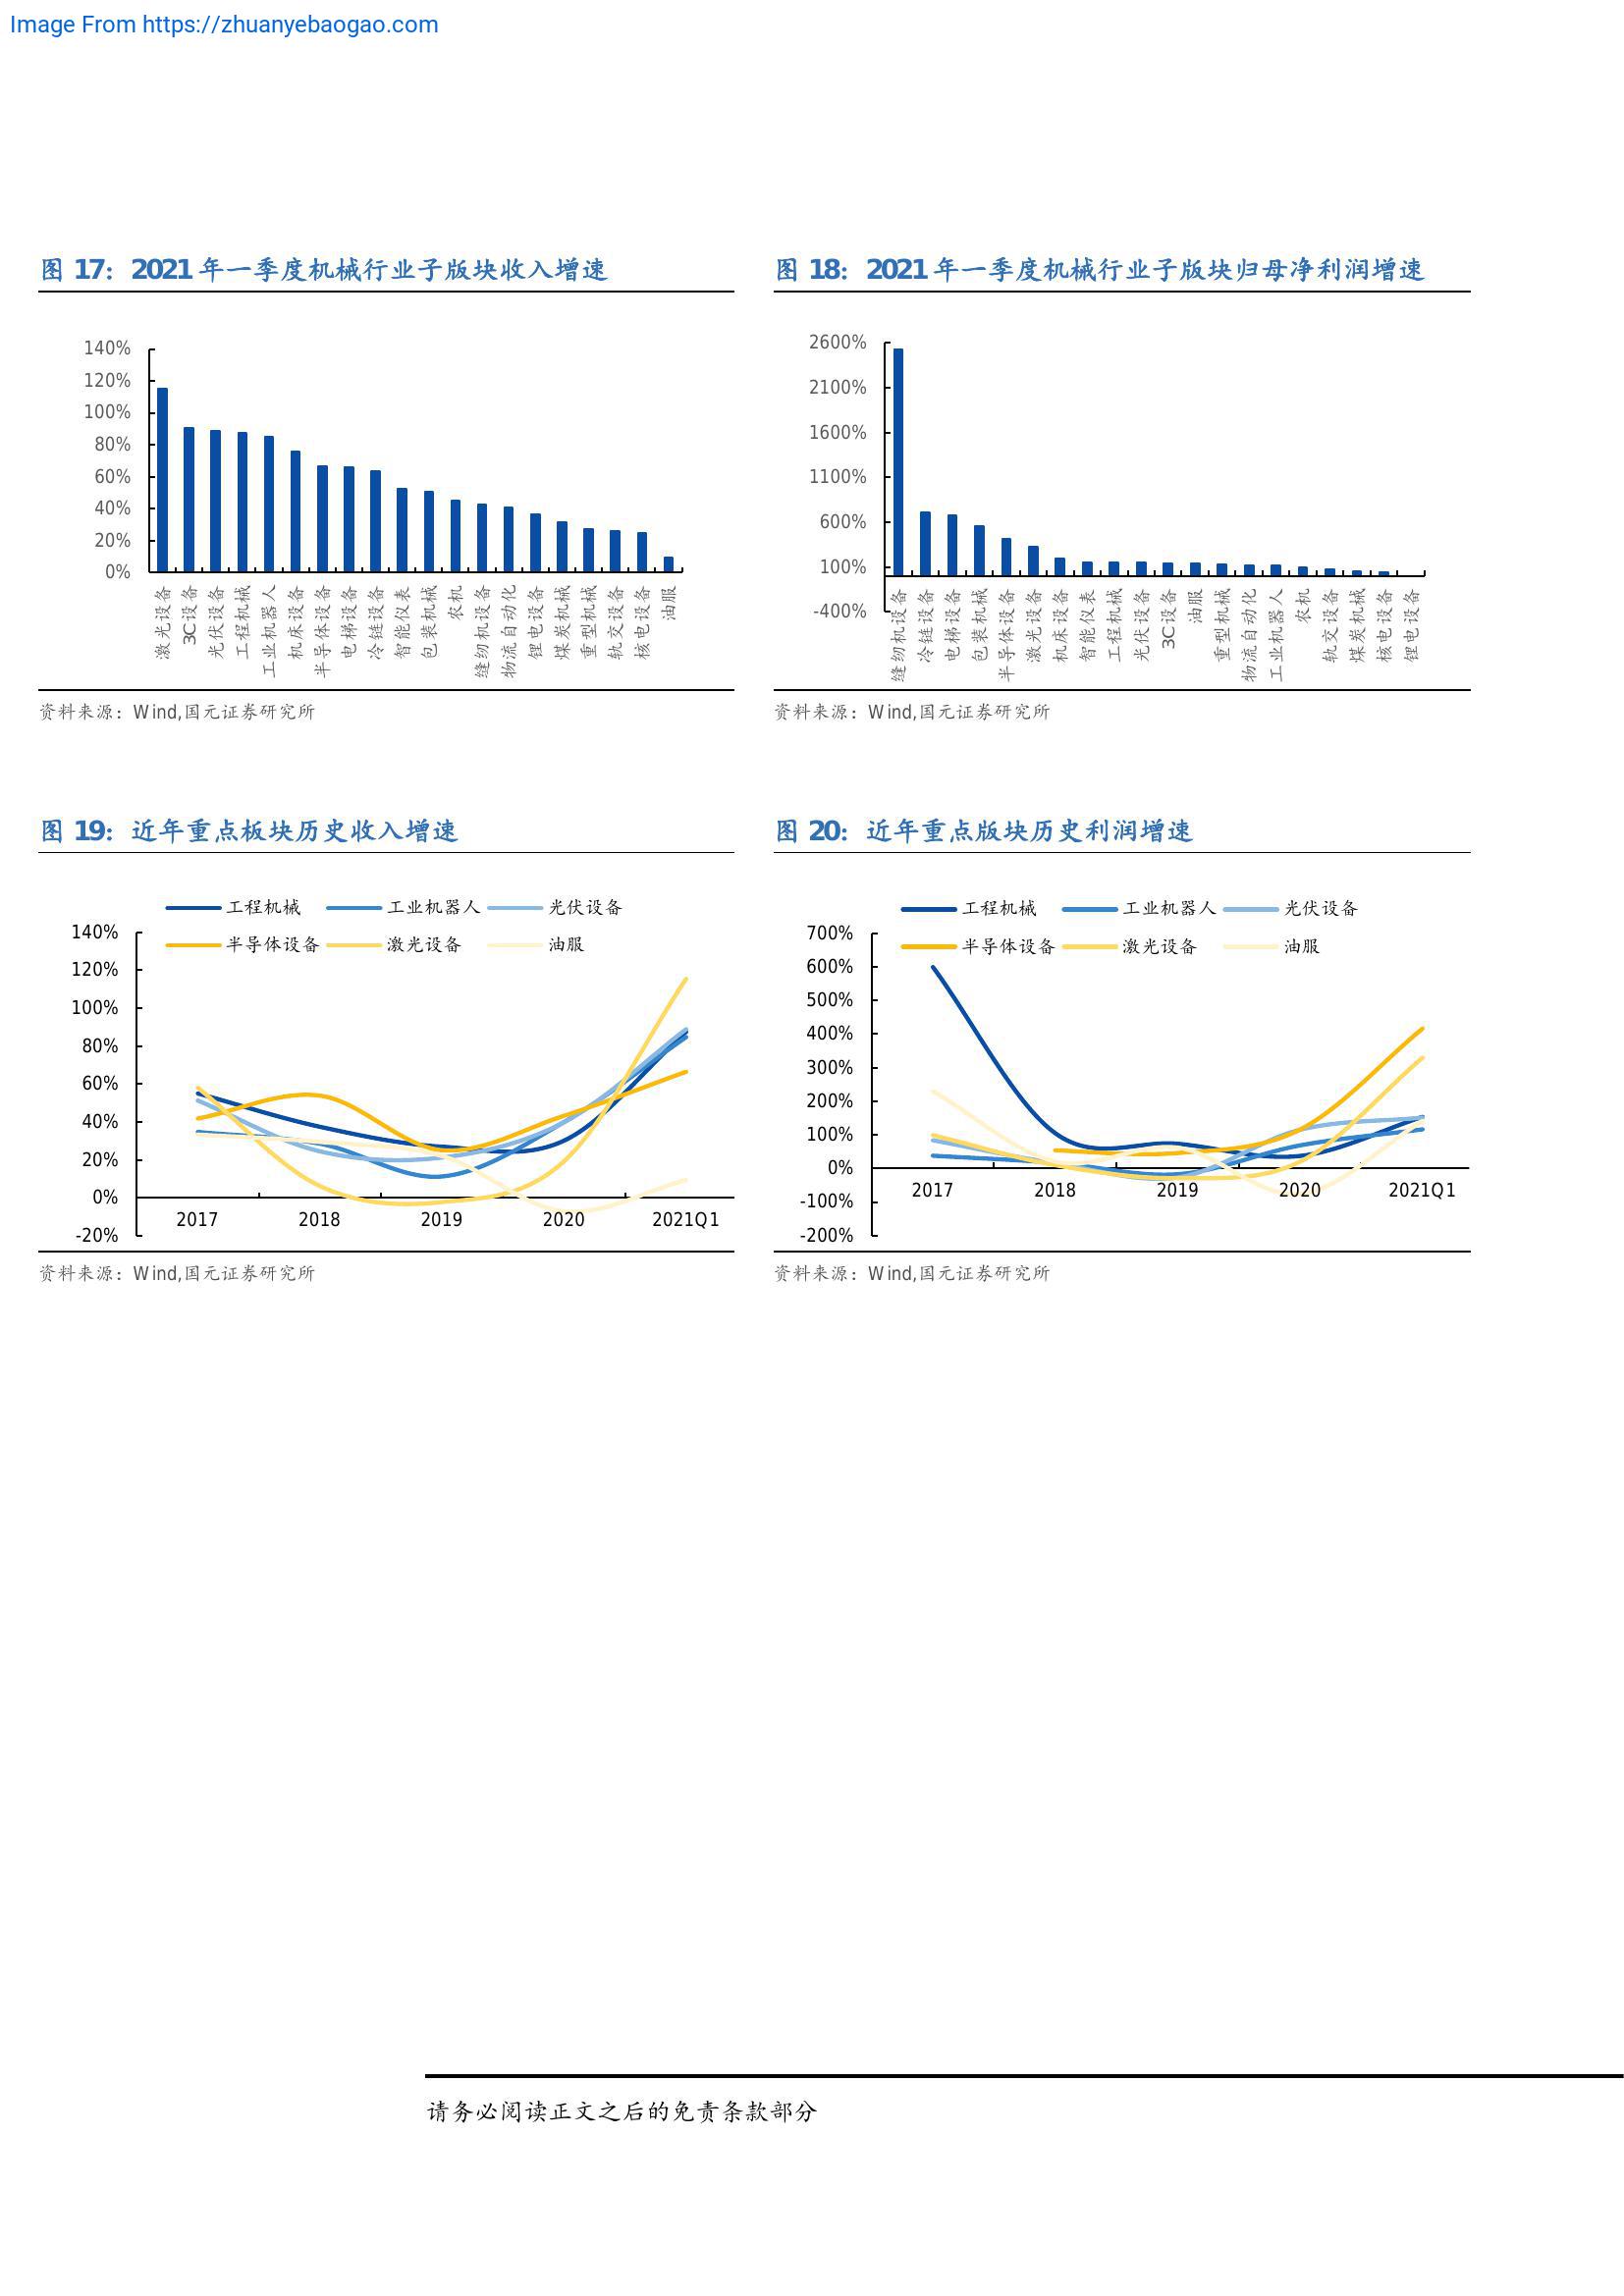 Image From https://zhuanyebaogao.com
图 17：2021 年一季度机械行业子版块收入增速
140%
120%
100%
80%
60%
40%
20%
0%
激光设备
3C设备
光伏设备
工程机械
工业机器人
机床设备
半导体设备
电梯设备
冷链设备
智能仪表
包装机械
农机
缝纫机设备
物流自动化
锂电设备
煤炭机械
重型机械
轨交设备
核电设备
油服
资料来源：Wind,国元证券研究所
图 18：2021 年一季度机械行业子版块归母净利润增速
2600%
2100%
1600%
1100%
600%
100%
-400%
缝纫机设备
冷链设备
电梯设备
包装机械
半导体设备
激光设备
机床设备
智能仪表
工程机械
光伏设备
3C设备
油服
重型机械
物流自动化
工业机器人
农机
轨交设备
煤炭机械
核电设备
锂电设备
资料来源：Wind,国元证券研究所
图 19：近年重点板块历史收入增速
工程机械 工业机器人 光伏设备
半导体设备 激光设备 油服
140%
120%
100%
80%
60%
40%
20%
0%
-20%
2017 2018 2019 2020 2021Q1
资料来源：Wind,国元证券研究所
图 20：近年重点版块历史利润增速
工程机械 工业机器人 光伏设备
半导体设备 激光设备 油服
700%
600%
500%
400%
300%
200%
100%
0%
-100%
-200%
2017 2018 2019 2020 2021Q1
资料来源：Wind,国元证券研究所
请务必阅读正文之后的免责条款部分